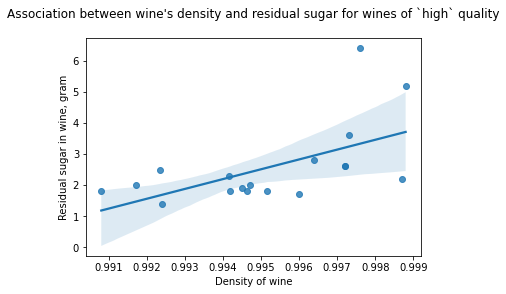 Association between wine's density and residual sugar for wines of `high` quality
6
5
4
3
2
1
0
Residual sugar in wine, gram
0.991 0.992 0.993 0.994 0.995 0.996 0.997 0.998 0.999
Density of wine